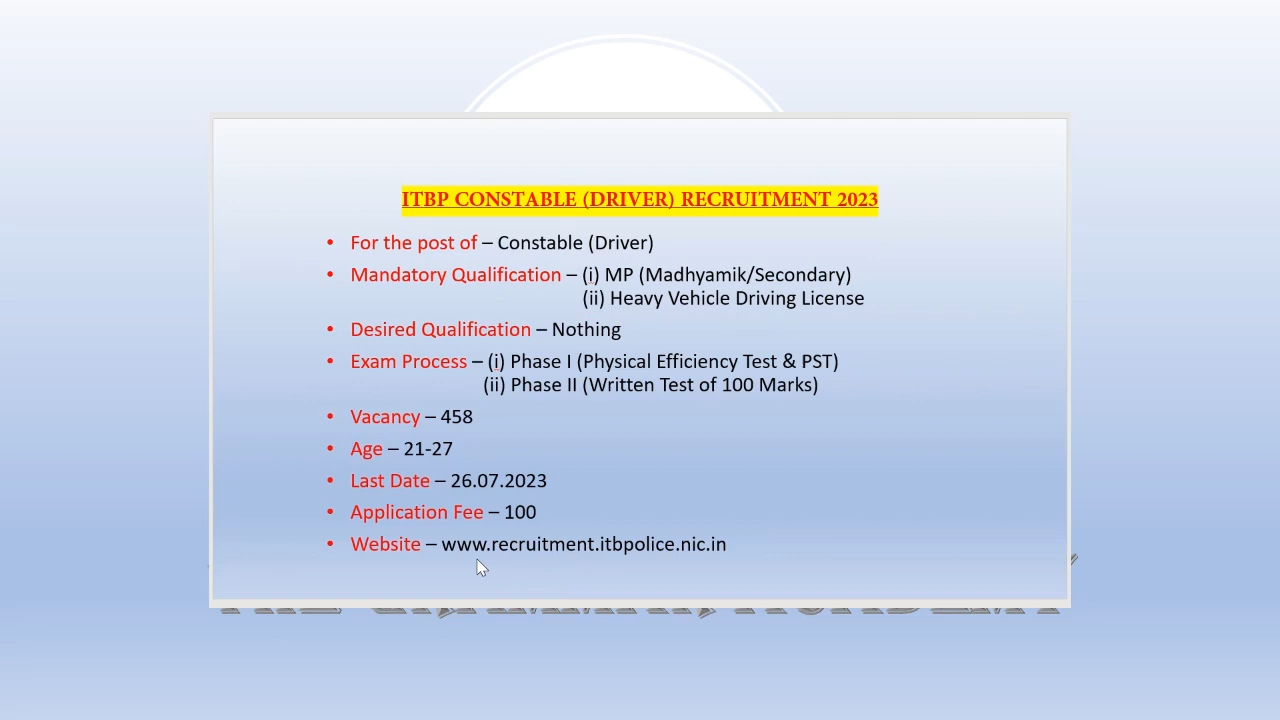 ITBP CONSTABLE (DRIVER) RECRUITMENT 2023
• For the post of – Constable (Driver)
• Mandatory Qualification – (i) MP (Madhyamik/Secondary)
(ii) Heavy Vehicle Driving License
• Desired Qualification – Nothing
• Exam Process – (i) Phase I (Physical Efficiency Test & PST)
(ii) Phase II (Written Test of 100 Marks)
• Vacancy – 458
• Age – 21-27
• Last Date – 26.07.2023
• Application Fee – 100
• Website – www.recruitment.itbpolice.nic.in